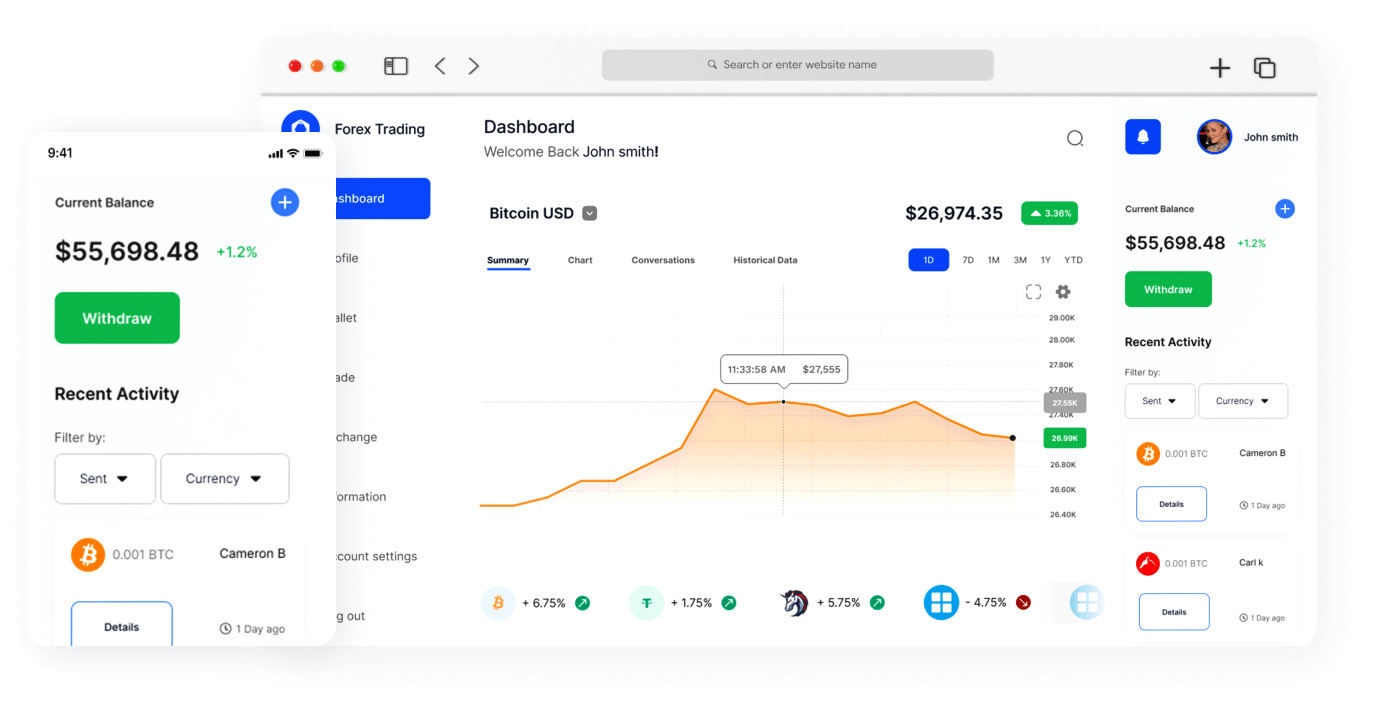 Search or enter website name
Forex Trading
Dashboard
Welcome Back John smith!
John smith
9:41
Current Balance
$55,698.48 +1.2%
Withdraw
Recent Activity
Filter by:
Sent
Currency
0.001 BTC
Cameron B
Details
1 Day ago
shboard
ofile
allet
ade
change
formation
count settings
g out
Bitcoin USD
$26,974.35
3.36%
Summary
Chart
Conversations
Historical Data
1D
7D
1M
3M
1Y
YTD
11:33:58 AM $27,555
29.00K
28.00K
27.80K
27.60K
27.55K
27.40K
26.99K
26.80K
26.60K
26.40K
+ 6.75%
+ 1.75%
+ 5.75%
- 4.75%
Current Balance
$55,698.48 +1.2%
Withdraw
Recent Activity
Filter by:
Sent
Currency
0.001 BTC
Cameron B
Details
1 Day ago
0.001 BTC
Carl k
Details
1 Day ago